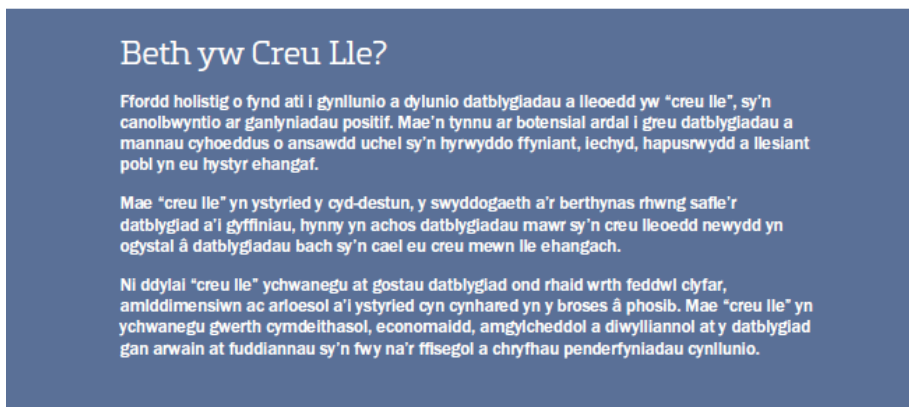 Beth yw Creu Lle?
Ffordd holistig o fynd ati i gynllunio a dylunio datblygiadau a lleoedd yw “creu lle”, sy’n
canolbwyntio ar ganlyniadau positif. Mae’n tynnu ar botensial ardal i greu datblygiadau a
mannau cyhoeddus o ansawdd uchel sy’n hyrwyddo ffyniant, iechyd, hapusrwydd a llesiant
pobl yn eu hystyr ehangaf.
Mae “creu lle” yn ystyried y cyd-destun, y swyddogaeth a’r berthynas rhwng safle’r
datblygiad a’i gyffiniau, hynny yn achos datblygiadau mawr sy’n creu lleoedd newydd yn
ogystal â datblygiadau bach sy’n cael eu creu mewn lle ehangach.
Ni ddylai “creu lle” ychwanegu at gostau datblygiad ond rhaid wrth feddwl clyfar,
amlddimensiwn ac arloesol a’i ystyried cyn cynhared yn y broses â phosib. Mae “creu lle” yn
ychwanegu gwerth cymdeithasol, economaidd, amgylcheddol a diwylliannol at y datblygiad
gan arwain at fuddiannau sy’n fwy na’r ffisegol a chryfhau penderfyniadau cynllunio.